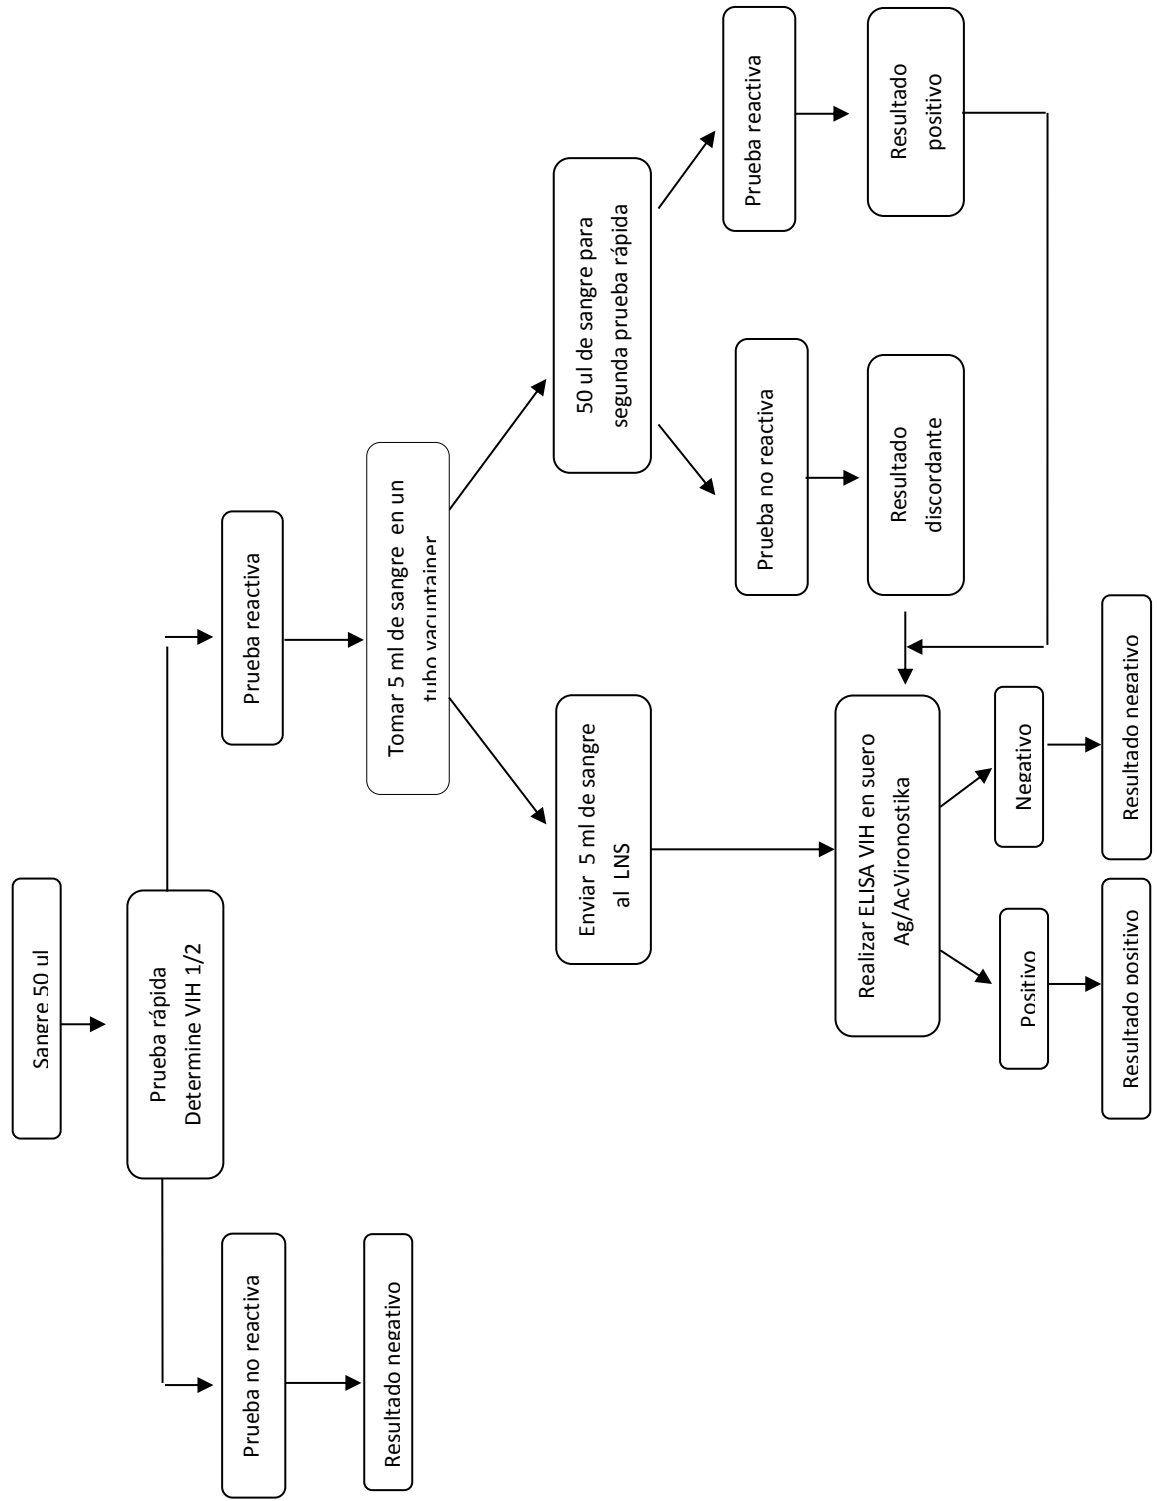 Sangre 50 ul
Prueba rápida
Determine VIH 1/2
Prueba no reactiva
Resultado negativo
Prueba reactiva
Tomar 5 ml de sangre en un
tubo vacuntainer
Enviar 5 ml de sangre
al LNS
50 ul de sangre para
segunda prueba rápida
Prueba no reactiva
Resultado
discordante
Prueba reactiva
Resultado
positivo
Realizar ELISA VIH en suero
Ag/AcVironostika
Positivo
Resultado positivo
Negativo
Resultado negativo